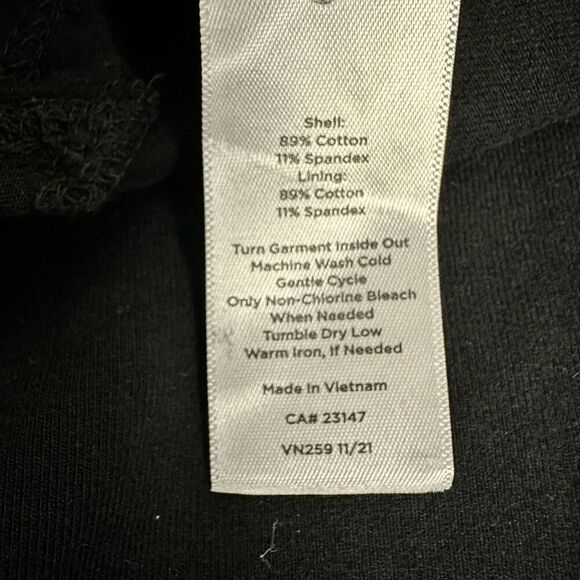 Shell:
89% Cotton
11% Spandex
Lining:
89% Cotton
11% Spandex
Turn Garment Inside Out
Machine Wash Cold
Gentle Cycle
Only Non-Chlorine Bleach
When Needed
Tumble Dry Low
Warm Iron, If Needed
Made In Vietnam
CA# 23147
VN259 11/21